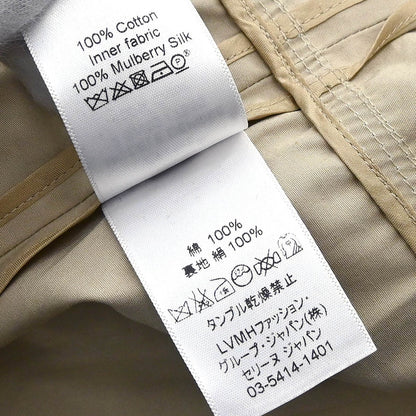 100% Cotton
Inner fabric
100% Mulberry Silk
綿 100%
裏地 絹 100%
タンブル乾燥禁止
LVMHファッション・
グループ・ジャパン(株)
セリーヌ ジャパン
03-5414-1401